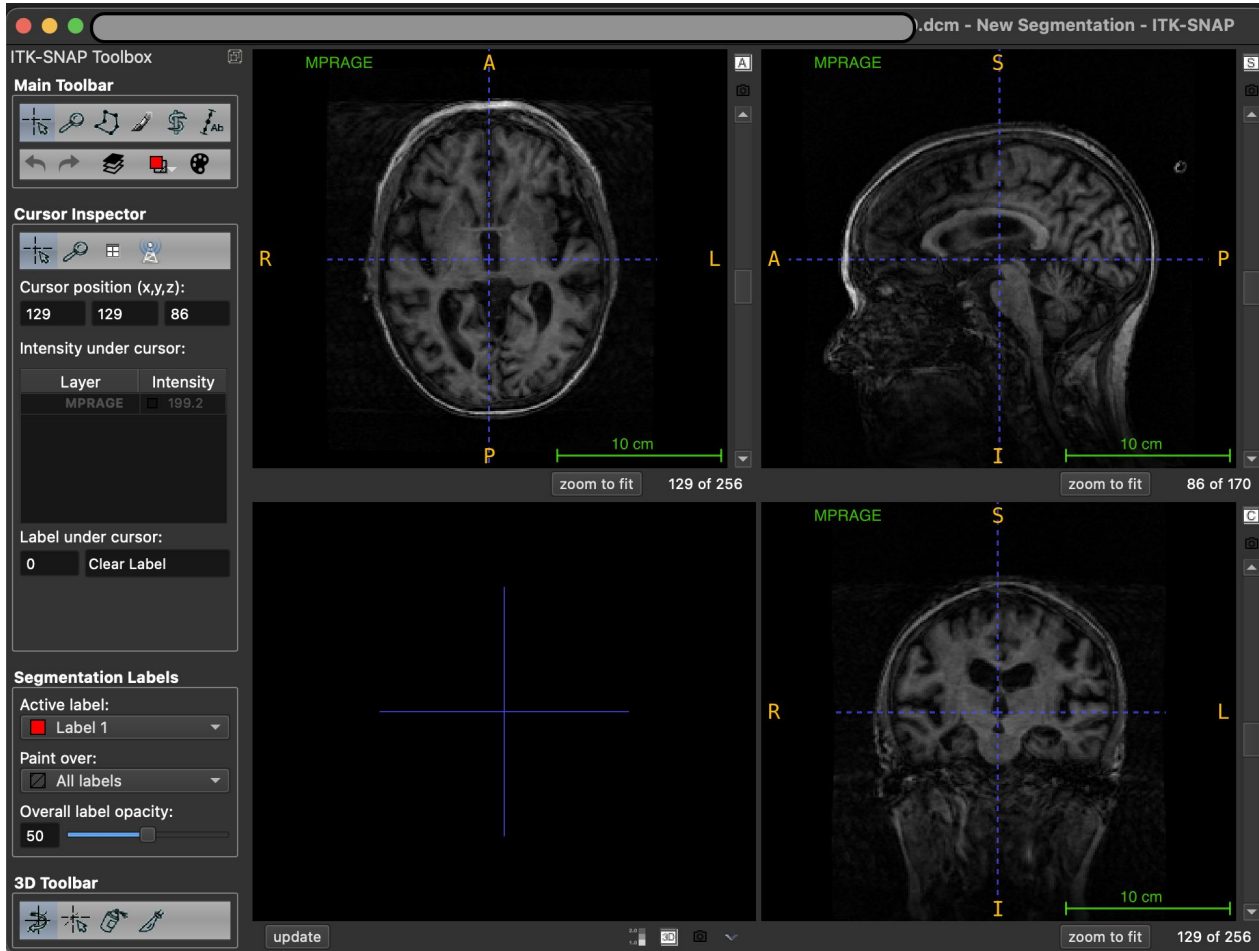 .dcm - New Segmentation - ITK-SNAP
ITK-SNAP Toolbox
Main Toolbar
Ab
Cursor Inspector
Cursor position (x,y,z):
129 129 86
Intensity under cursor:
Layer Intensity
MPRAGE 199.2
Label under cursor:
0 Clear Label
Segmentation Labels
Active label:
Label 1
Paint over:
All labels
Overall label opacity:
50
3D Toolbar
MPRAGE
A
A
R
L
10 cm
P
zoom to fit 129 of 256
MPRAGE
S
S
A
P
10 cm
I
zoom to fit 86 of 170
update
3D
MPRAGE
S
C
R
L
10 cm
I
zoom to fit 129 of 256